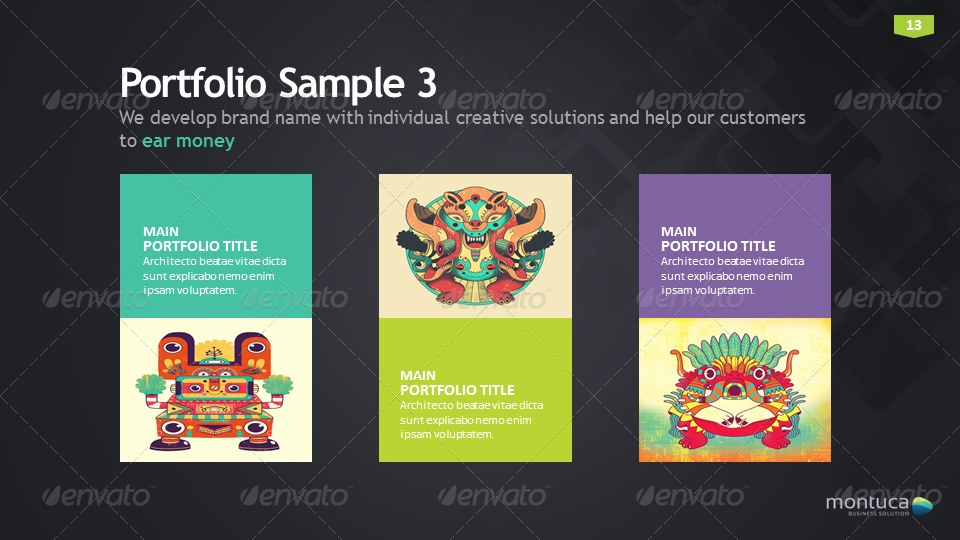 13
Portfolio Sample 3
We develop brand name with individual creative solutions and help our customers
to ear money
MAIN
PORTFOLIO TITLE
Architecto beatae vitae dicta
sunt explicabo nemo enim
ipsam voluptatem.
MAIN
PORTFOLIO TITLE
Architecto beatae vitae dicta
sunt explicabo nemo enim
ipsam voluptatem.
MAIN
PORTFOLIO TITLE
Architecto beatae vitae dicta
sunt explicabo nemo enim
ipsam voluptatem.
montuca
BUSINESS SOLUTION
envato
envato
envato
envato
envato
envato
envato
envato
envato
envato
envato
envato
envato